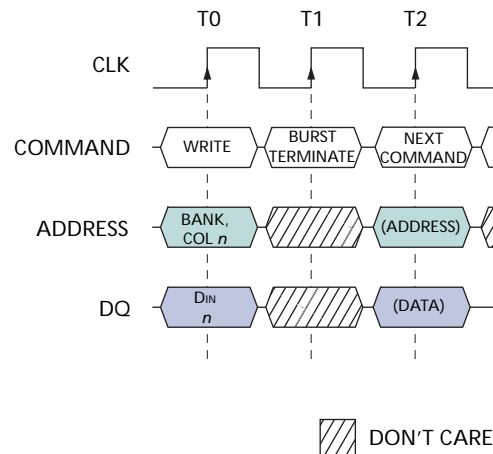 T0 T1 T2
CLK
COMMAND WRITE BURST TERMINATE NEXT COMMAND
ADDRESS BANK, COL n (ADDRESS)
DQ DIN n (DATA)
DON'T CARE